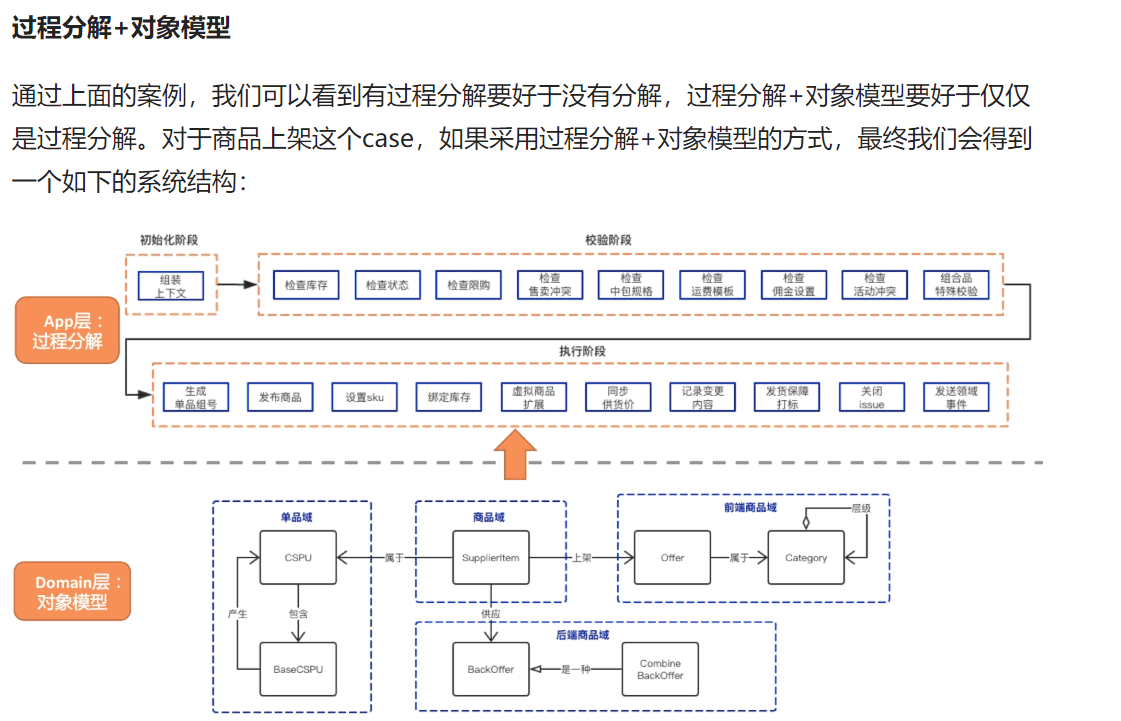 过程分解+对象模型
通过上面的案例，我们可以看到有过程分解要好于没有分解，过程分解+对象模型要好于仅仅
是过程分解。对于商品上架这个case，如果采用过程分解+对象模型的方式，最终我们会得到
一个如下的系统结构：
初始化阶段
校验阶段
组装
上下文
检查库存
检查状态
检查限购
检查
售卖冲突
检查
中包规格
检查
运费模板
检查
佣金设置
检查
活动冲突
组合品
特殊校验
App层：
过程分解
执行阶段
生成
单品组号
发布商品
设置sku
绑定库存
虚拟商品
扩展
同步
供货价
记录变更
内容
发货保障
打标
关闭
issue
发送领域
事件
单品域
商品域
前端商品域
层级
CSPU
属于
SupplierItem
上架
Offer
属于
Category
Domain层：
对象模型
产生
包含
供应
后端商品域
BaseCSPU
BackOffer
是一种
Combine
BackOffer